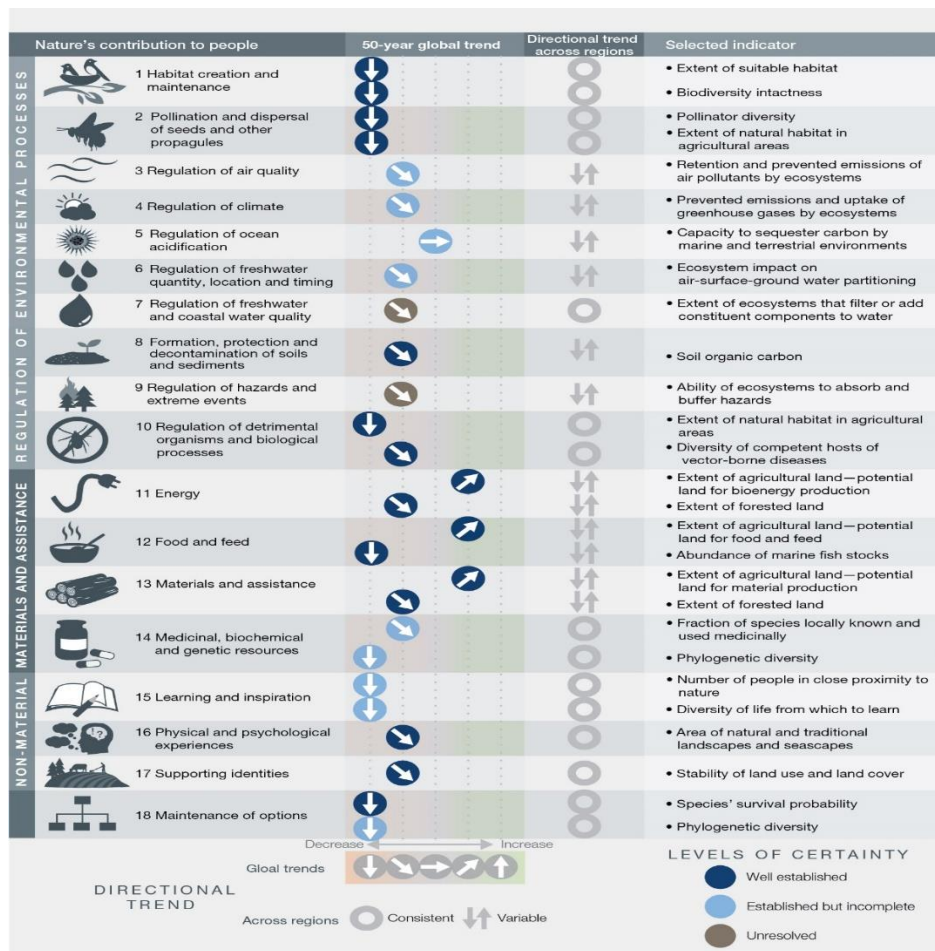 Nature's contribution to people
50-year global trend
Directional trend
across regions
Selected indicator
REGULATION OF ENVIRONMENTAL PROCESSES
1 Habitat creation and
maintenance
• Extent of suitable habitat
• Biodiversity intactness
2 Pollination and dispersal
of seeds and other
propagules
• Pollinator diversity
• Extent of natural habitat in
agricultural areas
3 Regulation of air quality
• Retention and prevented emissions of
air pollutants by ecosystems
4 Regulation of climate
• Prevented emissions and uptake of
greenhouse gases by ecosystems
5 Regulation of ocean
acidification
• Capacity to sequester carbon by
marine and terrestrial environments
6 Regulation of freshwater
quantity, location and timing
• Ecosystem impact on
air-surface-ground water partitioning
7 Regulation of freshwater
and coastal water quality
• Extent of ecosystems that filter or add
constituent components to water
8 Formation, protection and
decontamination of soils
and sediments
• Soil organic carbon
9 Regulation of hazards and
extreme events
• Ability of ecosystems to absorb and
buffer hazards
10 Regulation of detrimental
organisms and biological
processes
• Extent of natural habitat in agricultural
areas
• Diversity of competent hosts of
vector-borne diseases
MATERIALS AND ASSISTANCE
11 Energy
• Extent of agricultural land—potential
land for bioenergy production
• Extent of forested land
12 Food and feed
• Extent of agricultural land—potential
land for food and feed
• Abundance of marine fish stocks
13 Materials and assistance
• Extent of agricultural land—potential
land for material production
• Extent of forested land
14 Medicinal, biochemical
and genetic resources
• Fraction of species locally known and
used medicinally
• Phylogenetic diversity
NON-MATERIAL
15 Learning and inspiration
• Number of people in close proximity to
nature
• Diversity of life from which to learn
16 Physical and psychological
experiences
• Area of natural and traditional
landscapes and seascapes
17 Supporting identities
• Stability of land use and land cover
18 Maintenance of options
• Species' survival probability
• Phylogenetic diversity
Decrease
Increase
Gloal trends
DIRECTIONAL
TREND
Across regions
Consistent
Variable
LEVELS OF CERTAINTY
Well established
Established but incomplete
Unresolved